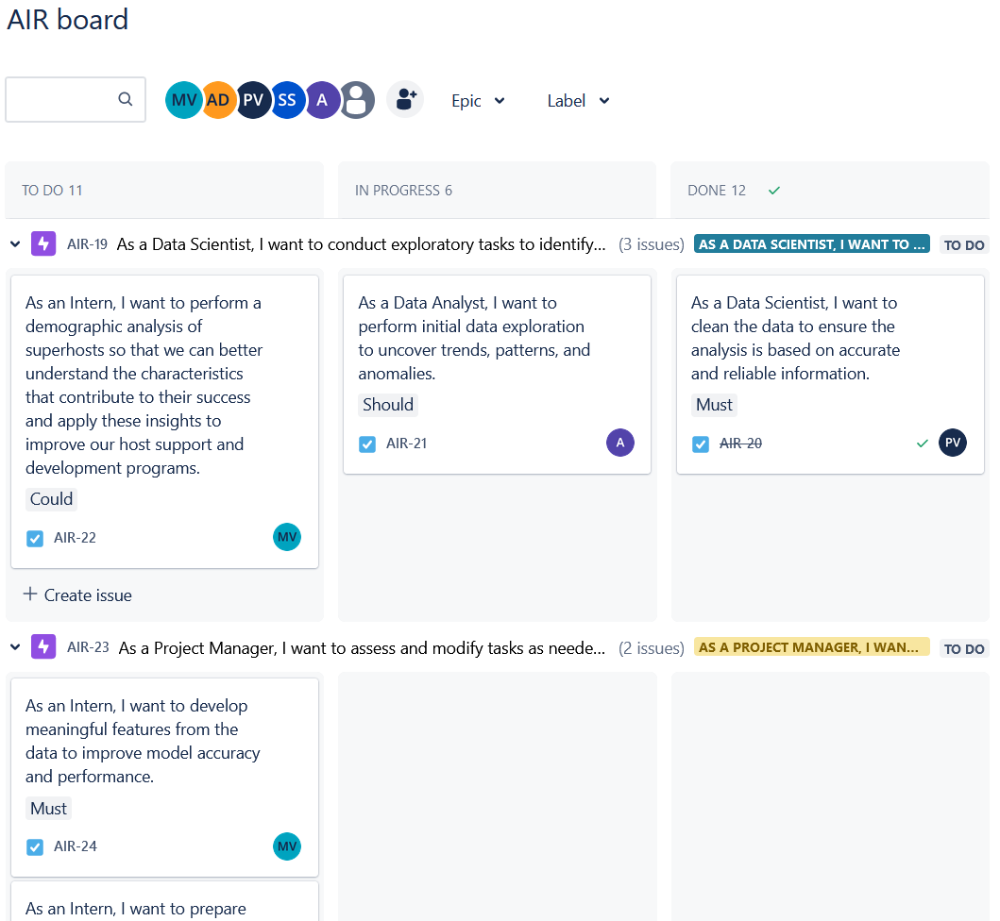 AIR board
MV AD PV SS A Epic Label
TO DO 11
IN PROGRESS 6
DONE 12
AIR-19 As a Data Scientist, I want to conduct exploratory tasks to identify... (3 issues) AS A DATA SCIENTIST, I WANT TO ... TO DO
As an Intern, I want to perform a
demographic analysis of
superhosts so that we can better
understand the characteristics
that contribute to their success
and apply these insights to
improve our host support and
development programs.
Could
AIR-22 MV
Create issue
As a Data Analyst, I want to
perform initial data exploration
to uncover trends, patterns, and
anomalies.
Should
AIR-21 A
As a Data Scientist, I want to
clean the data to ensure the
analysis is based on accurate
and reliable information.
Must
AIR-20 PV
AIR-23 As a Project Manager, I want to assess and modify tasks as neede... (2 issues) AS A PROJECT MANAGER, I WAN... TO DO
As an Intern, I want to develop
meaningful features from the
data to improve model accuracy
and performance.
Must
AIR-24 MV
As an Intern, I want to prepare